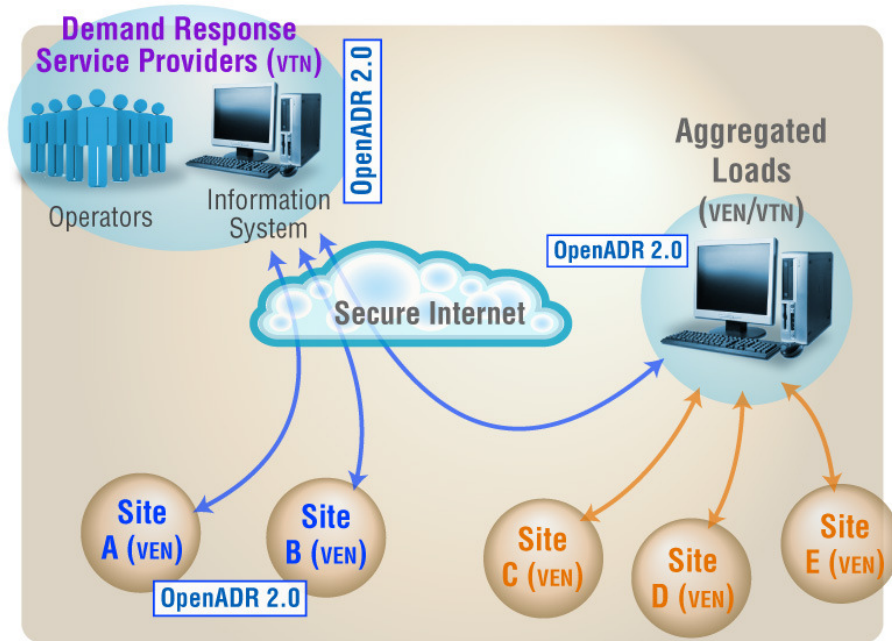 Demand Response
Service Providers (VTN)
OpenADR 2.0
Operators
Information
System
Aggregated
Loads
(VEN/VTN)
OpenADR 2.0
Secure Internet
Site
A (VEN)
Site
B (VEN)
OpenADR 2.0
Site
C (VEN)
Site
D (VEN)
Site
E (VEN)